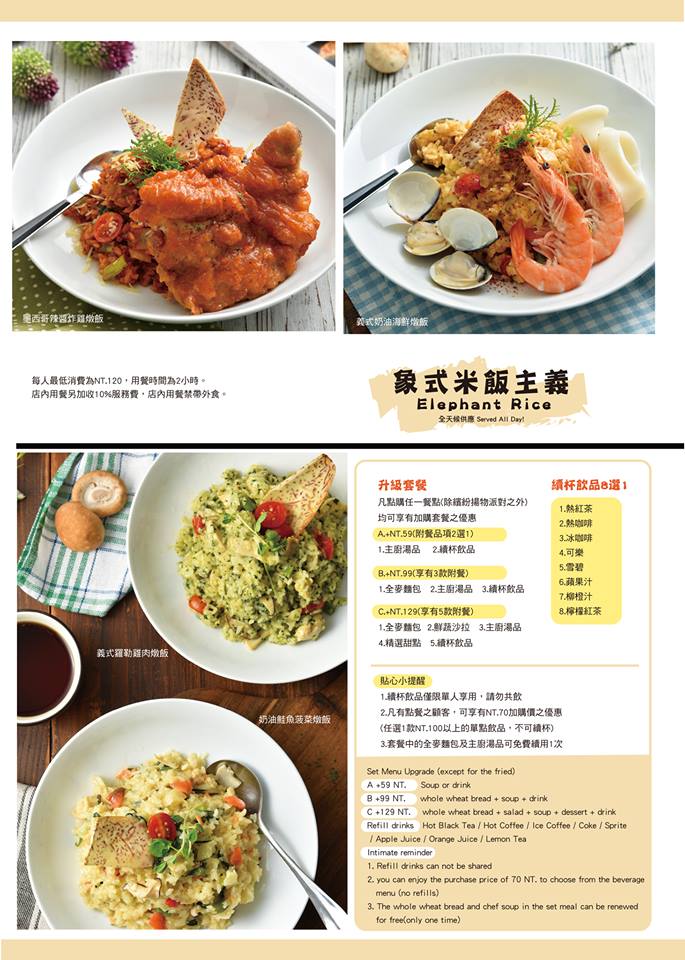 墨西哥辣醬炸雞燉飯
義式奶油海鮮燉飯
每人最低消費為NT.120，用餐時間為2小時。
店內用餐另加收10%服務費，店內用餐禁帶外食。
象式米飯主義
Elephant Rice
全天候供應 Served All Day!
義式羅勒雞肉燉飯
奶油鮭魚菠菜燉飯
升級套餐
凡點購任一餐點(除繽紛揚物派對之外)
均可享有加購套餐之優惠
A.+NT.59(附餐品項2選1)
1.主廚湯品 2.續杯飲品
B.+NT.99(享有3款附餐)
1.全麥麵包 2.主廚湯品 3.續杯飲品
C.+NT.129(享有5款附餐)
1.全麥麵包 2.鮮蔬沙拉 3.主廚湯品
4.精選甜點 5.續杯飲品
續杯飲品8選1
1.熱紅茶
2.熱咖啡
3.冰咖啡
4.可樂
5.雪碧
6.蘋果汁
7.柳橙汁
8.檸檬紅茶
貼心小提醒
1.續杯飲品僅限單人享用，請勿共飲
2.凡有點餐之顧客，可享有NT.70加購價之優惠
(任選1款NT.100以上的單點飲品，不可續杯)
3.套餐中的全麥麵包及主廚湯品可免費續用1次
Set Menu Upgrade (except for the fried)
A +59 NT. Soup or drink
B +99 NT. whole wheat bread + soup + drink
C +129 NT. whole wheat bread + salad + soup + dessert + drink
Refill drinks Hot Black Tea / Hot Coffee / Ice Coffee / Coke / Sprite
/ Apple Juice / Orange Juice / Lemon Tea
Intimate reminder
1. Refill drinks can not be shared
2. you can enjoy the purchase price of 70 NT. to choose from the beverage
menu (no refills)
3. The whole wheat bread and chef soup in the set meal can be renewed
for free(only one time)